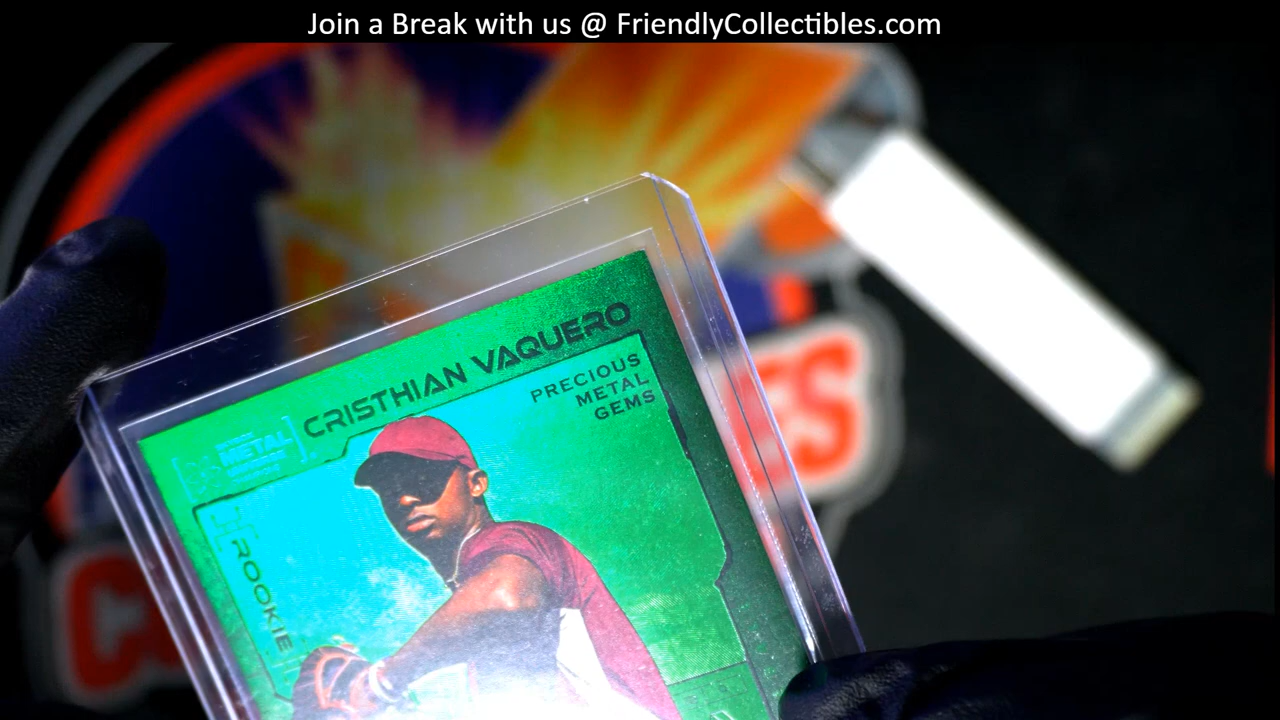 Join a Break with us @ FriendlyCollectibles.com
CRISTHIAN VAQUERO
PRECIOUS
METAL
GEMS
METAL
ROOKIE